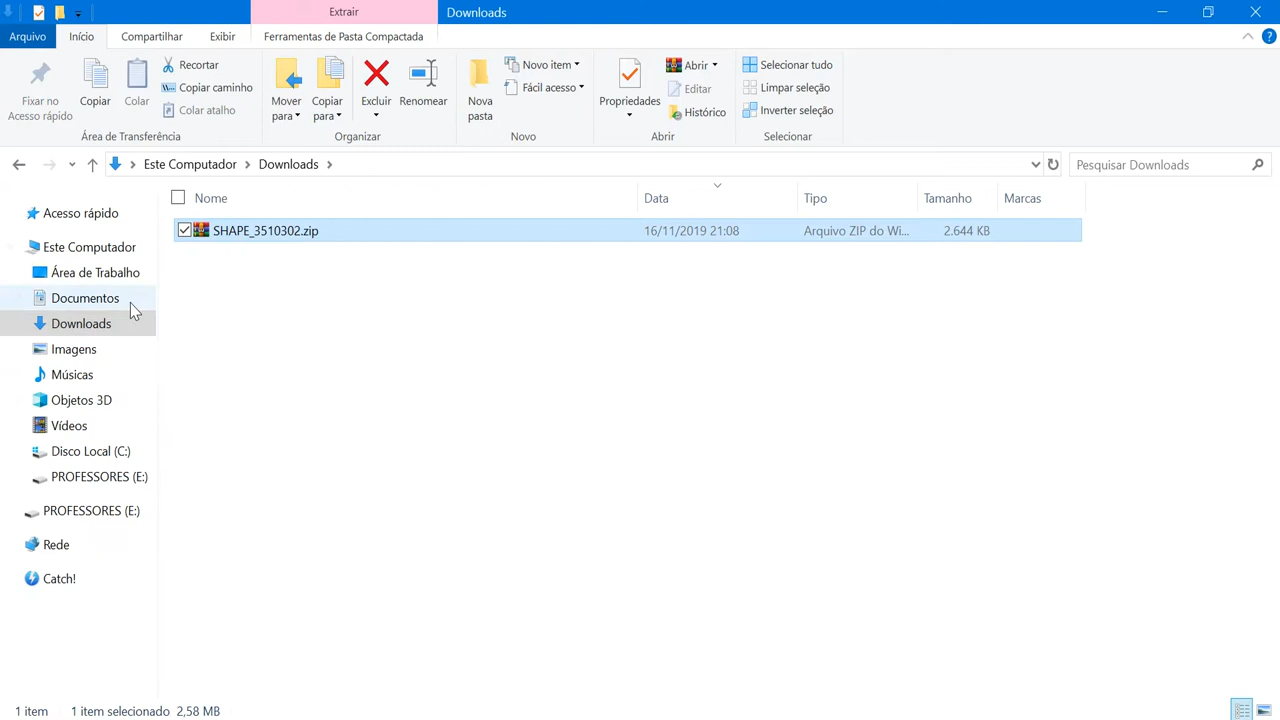 Extrair
Downloads
Arquivo
Início
Compartilhar
Exibir
Ferramentas de Pasta Compactada
Fixar no
Acesso rápido
Copiar
Colar
Recortar
Copiar caminho
Colar atalho
Área de Transferência
Mover
para
Copiar
para
Excluir
Renomear
Organizar
Nova
pasta
Novo item
Fácil acesso
Novo
Propriedades
Abrir
Editar
Histórico
Abrir
Selecionar tudo
Limpar seleção
Inverter seleção
Selecionar
Este Computador
Downloads
Pesquisar Downloads
Nome
Data
Tipo
Tamanho
Marcas
SHAPE_3510302.zip
16/11/2019 21:08
Arquivo ZIP do Wi...
2.644 KB
Acesso rápido
Este Computador
Área de Trabalho
Documentos
Downloads
Imagens
Músicas
Objetos 3D
Vídeos
Disco Local (C:)
PROFESSORES (E:)
PROFESSORES (E:)
Rede
Catch!
1 item
1 item selecionado 2,58 MB